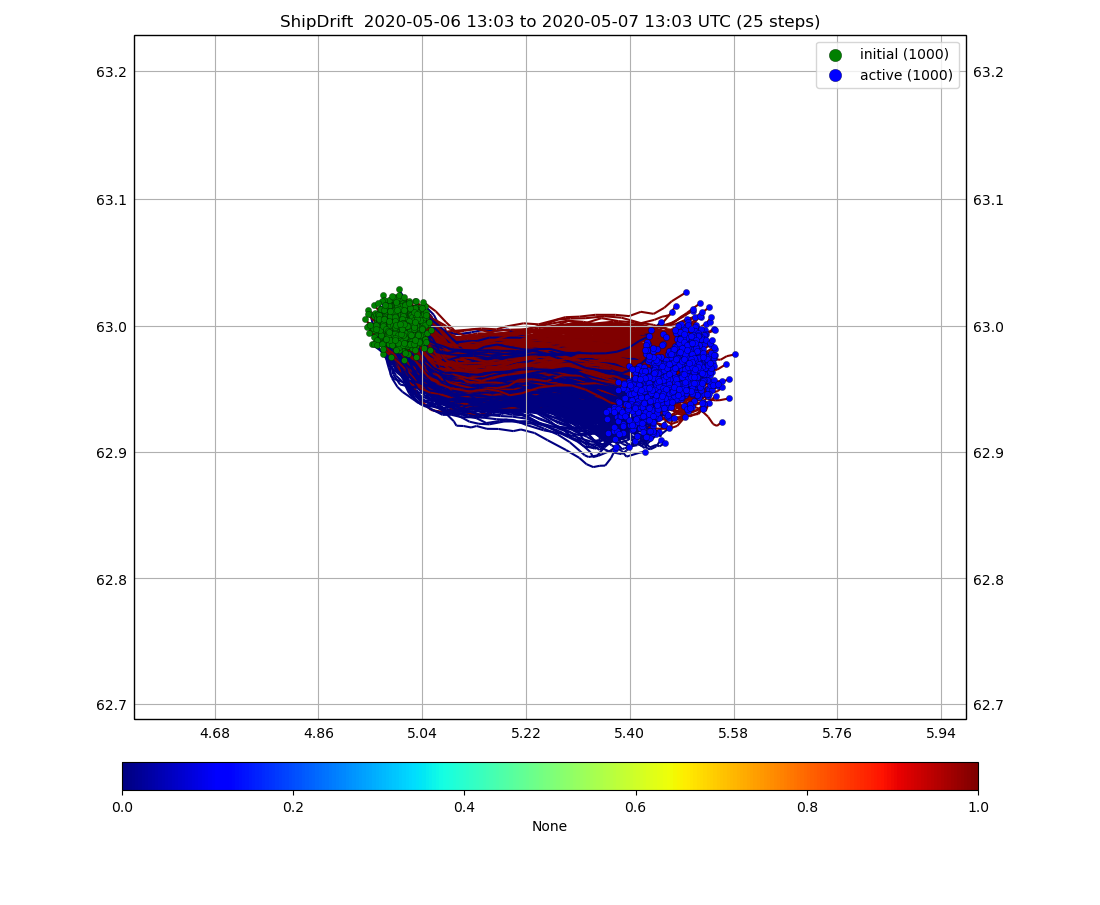 ShipDrift  2020-05-06 13:03 to 2020-05-07 13:03 UTC (25 steps)
initial (1000)
active (1000)
63.2 63.2
63.1 63.1
63.0 63.0
62.9 62.9
62.8 62.8
62.7 62.7
4.68 4.86 5.04 5.22 5.40 5.58 5.76 5.94
0.0 0.2 0.4 0.6 0.8 1.0
None